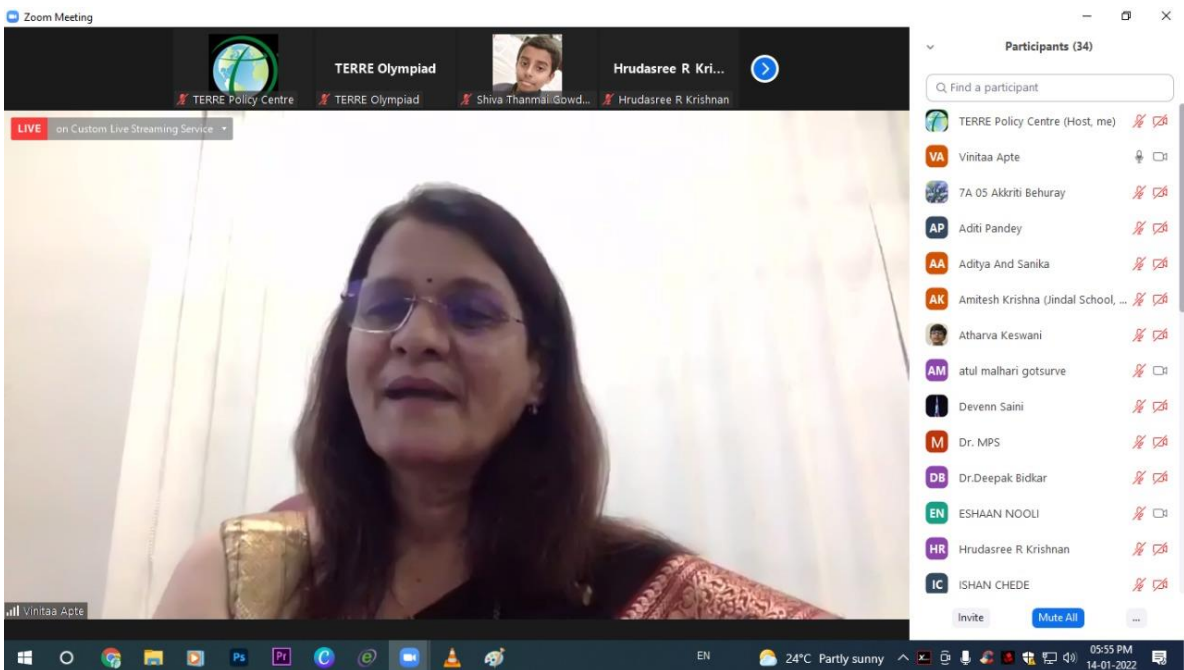 Zoom Meeting
TERRE Policy Centre
TERRE Olympiad
TERRE Olympiad
Shiva Thanmai Gowd...
Hrudasree R Kri...
Hrudasree R Krishnan
LIVE on Custom Live Streaming Service
Vinitaa Apte
Participants (34)
Find a participant
TERRE Policy Centre (Host, me)
VA Vinitaa Apte
7A 05 Akkriti Behuray
AP Aditi Pandey
AA Aditya And Sanika
AK Amitesh Krishna (Jindal School, ...
Atharva Keswani
AM atul malhari gotsurve
Devenn Saini
M Dr. MPS
DB Dr.Deepak Bidkar
EN ESHAAN NOOLI
HR Hrudasree R Krishnan
IC ISHAN CHEDE
Invite Mute All ...
Ps Pr EN 24°C Partly sunny 05:55 PM
14-01-2022